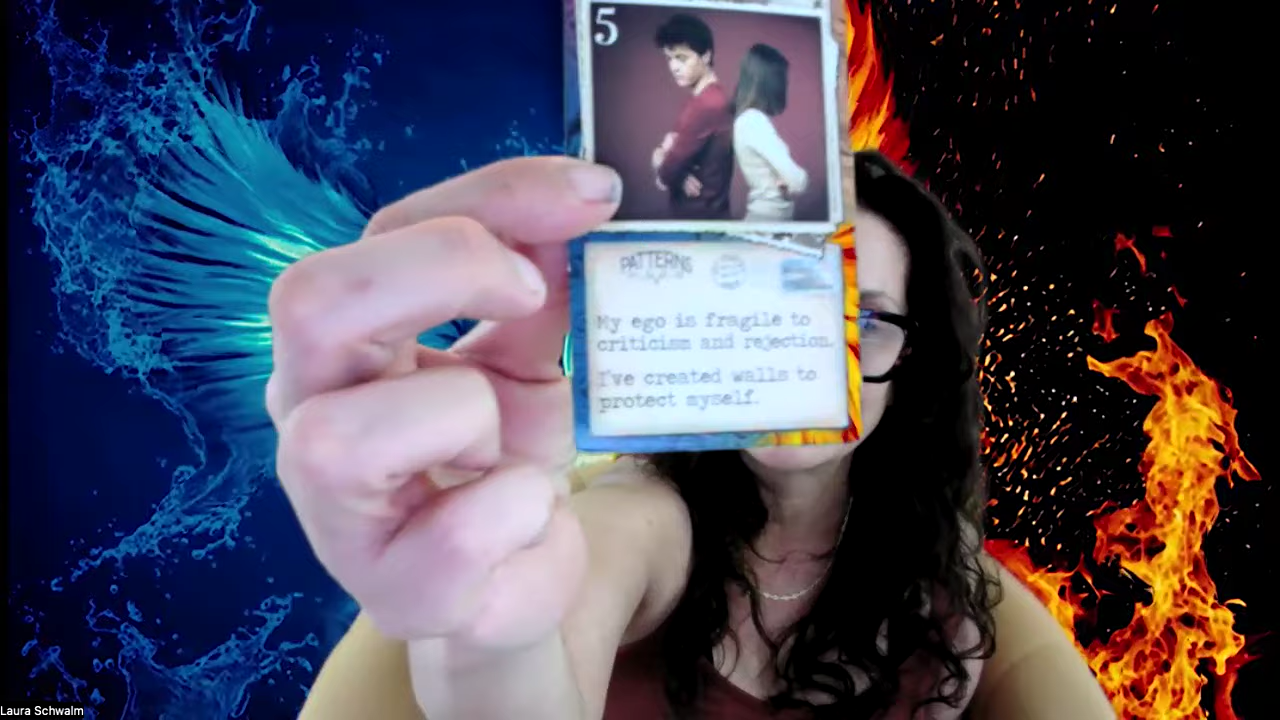 5
PATTERNS
My ego is fragile to
criticism and rejection.
I've created walls to
protect myself.
Laura Schwalm